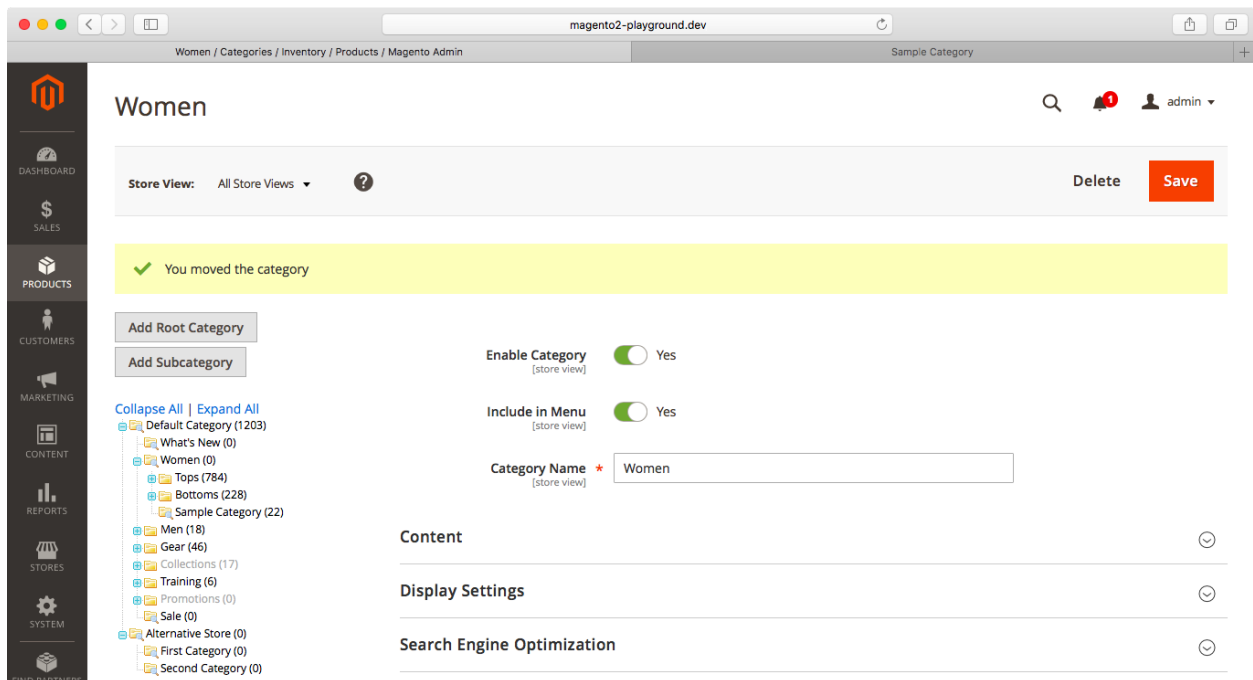 magento2-playground.dev
Women / Categories / Inventory / Products / Magento Admin
Sample Category
Women
1
admin
DASHBOARD
Store View: All Store Views
?
Delete
Save
SALES
You moved the category
PRODUCTS
Add Root Category
CUSTOMERS
Add Subcategory
Enable Category
[store view]
Yes
MARKETING
Collapse All | Expand All
Include in Menu
[store view]
Yes
Default Category (1203)
What's New (0)
CONTENT
Women (0)
Category Name *
[store view]
Women
Tops (784)
Bottoms (228)
REPORTS
Sample Category (22)
Men (18)
Content
Gear (46)
STORES
Collections (17)
Training (6)
Display Settings
Promotions (0)
Sale (0)
SYSTEM
Alternative Store (0)
First Category (0)
Search Engine Optimization
Second Category (0)
FIND PARTNERS